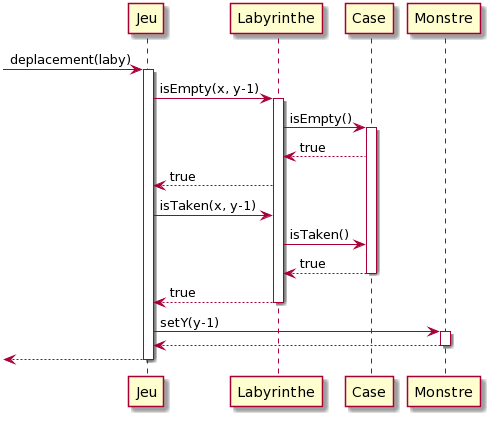 Jeu Labyrinthe Case Monstre
deplacement(laby)
isEmpty(x, y-1)
isEmpty()
true
true
isTaken(x, y-1)
isTaken()
true
true
setY(y-1)
Jeu Labyrinthe Case Monstre